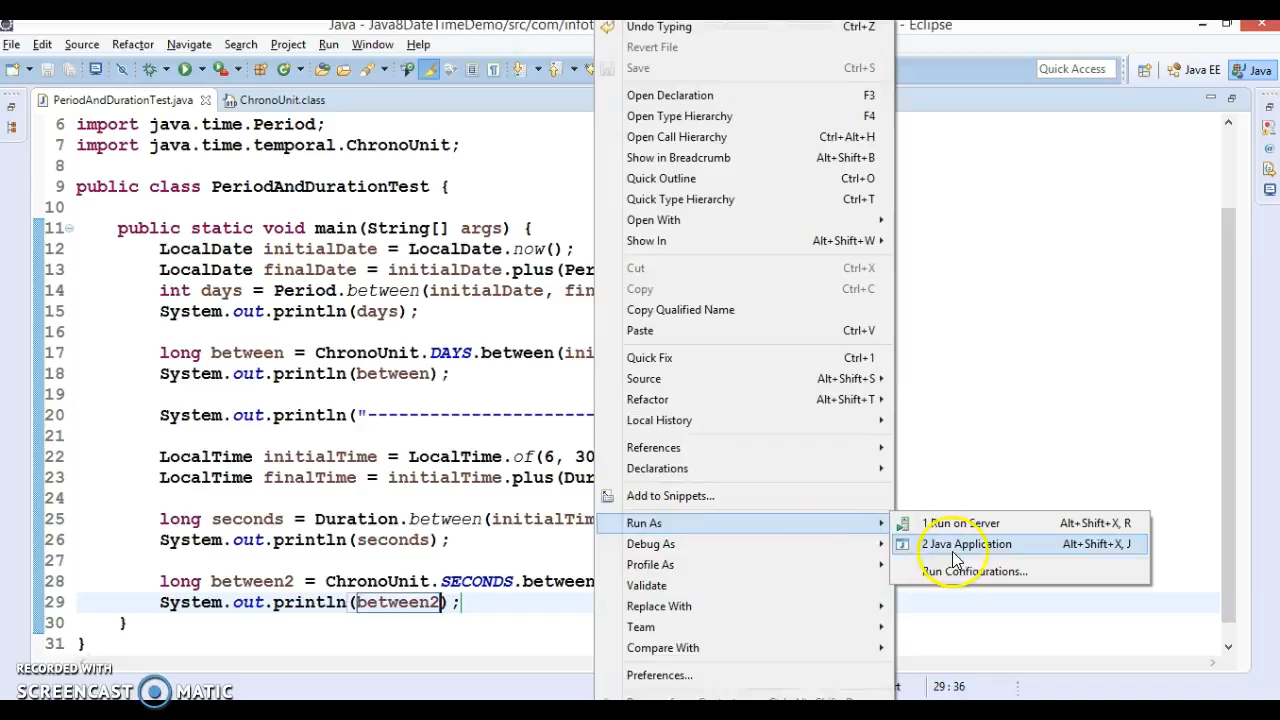 Java - Java8DateTimeDemo/src/com/infot
- Eclipse
File Edit Source Refactor Navigate Search Project Run Window Help
Quick Access
Java EE
Java
PeriodAndDurationTest.java
ChronoUnit.class
6 import java.time.Period;
7 import java.time.temporal.ChronoUnit;
8
9 public class PeriodAndDurationTest {
10
11 public static void main(String[] args) {
12 LocalDate initialDate = LocalDate.now();
13 LocalDate finalDate = initialDate.plus(Per
14 int days = Period.between(initialDate, fin
15 System.out.println(days);
16
17 long between = ChronoUnit.DAYS.between(ini
18 System.out.println(between);
19
20 System.out.println("----------------------
21
22 LocalTime initialTime = LocalTime.of(6, 30
23 LocalTime finalTime = initialTime.plus(Dur
24
25 long seconds = Duration.between(initialTim
26 System.out.println(seconds);
27
28 long between2 = ChronoUnit.SECONDS.between
29 System.out.println(between2);
30 }
31 }
Undo Typing Ctrl+Z
Revert File
Save Ctrl+S
Open Declaration F3
Open Type Hierarchy F4
Open Call Hierarchy Ctrl+Alt+H
Show in Breadcrumb Alt+Shift+B
Quick Outline Ctrl+O
Quick Type Hierarchy Ctrl+T
Open With
Show In Alt+Shift+W
Cut Ctrl+X
Copy Ctrl+C
Copy Qualified Name
Paste Ctrl+V
Quick Fix Ctrl+1
Source Alt+Shift+S
Refactor Alt+Shift+T
Local History
References
Declarations
Add to Snippets...
Run As
Debug As
Profile As
Validate
Replace With
Team
Compare With
Preferences...
1 Run on Server Alt+Shift+X, R
2 Java Application Alt+Shift+X, J
Run Configurations...
29 : 36
RECORDED WITH
SCREENCAST MATIC